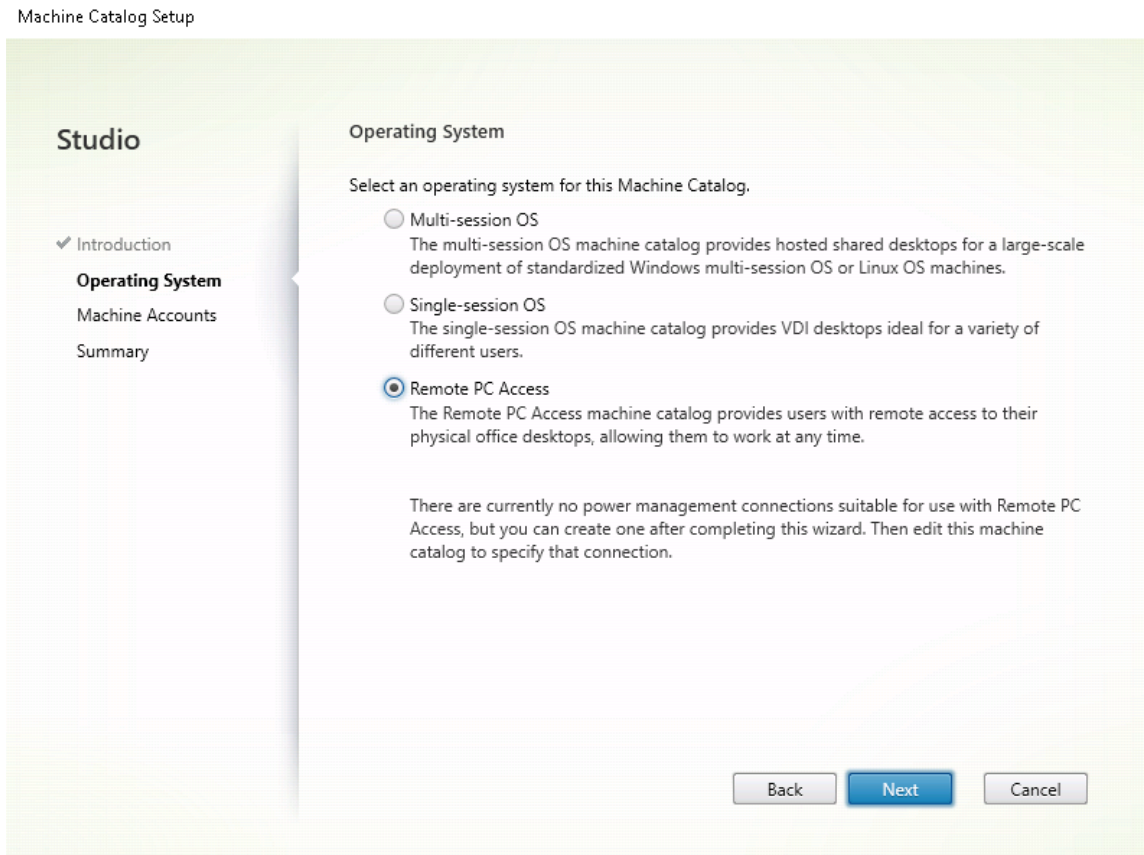 Machine Catalog Setup
Studio
Introduction
Operating System
Machine Accounts
Summary
Operating System
Select an operating system for this Machine Catalog.
Multi-session OS
The multi-session OS machine catalog provides hosted shared desktops for a large-scale
deployment of standardized Windows multi-session OS or Linux OS machines.
Single-session OS
The single-session OS machine catalog provides VDI desktops ideal for a variety of
different users.
Remote PC Access
The Remote PC Access machine catalog provides users with remote access to their
physical office desktops, allowing them to work at any time.
There are currently no power management connections suitable for use with Remote PC
Access, but you can create one after completing this wizard. Then edit this machine
catalog to specify that connection.
Back
Next
Cancel